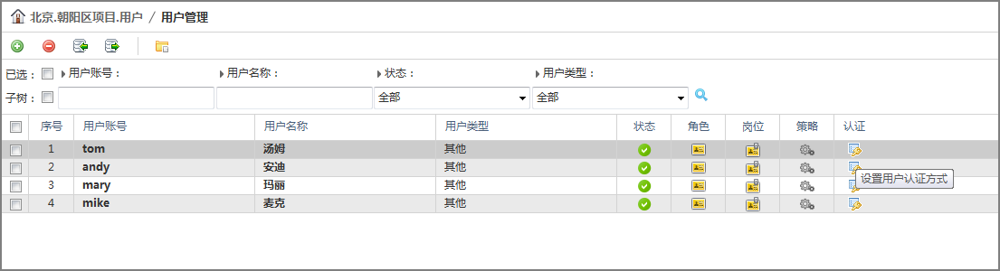 北京.朝阳区项目.用户 / 用户管理
已选： 用户账号： 用户名称： 状态： 用户类型：
子树： 全部 全部
序号 用户账号 用户名称 用户类型 状态 角色 岗位 策略 认证
1 tom 汤姆 其他
2 andy 安迪 其他
设置用户认证方式
3 mary 玛丽 其他
4 mike 麦克 其他